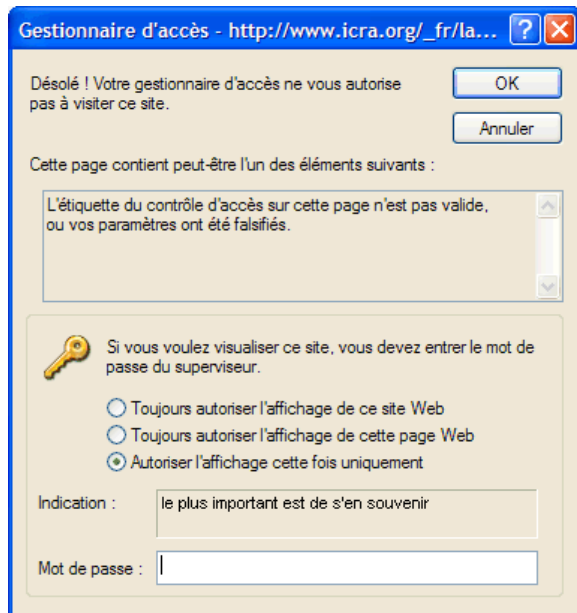 Gestionnaire d'accès - http://www.icra.org/_fr/la...
Désolé ! Votre gestionnaire d'accès ne vous autorise
pas à visiter ce site.
OK
Annuler
Cette page contient peut-être l'un des éléments suivants :
L'étiquette du contrôle d'accès sur cette page n'est pas valide,
ou vos paramètres ont été falsifiés.
Si vous voulez visualiser ce site, vous devez entrer le mot de
passe du superviseur.
Toujours autoriser l'affichage de ce site Web
Toujours autoriser l'affichage de cette page Web
Autoriser l'affichage cette fois uniquement
Indication : le plus important est de s'en souvenir
Mot de passe :